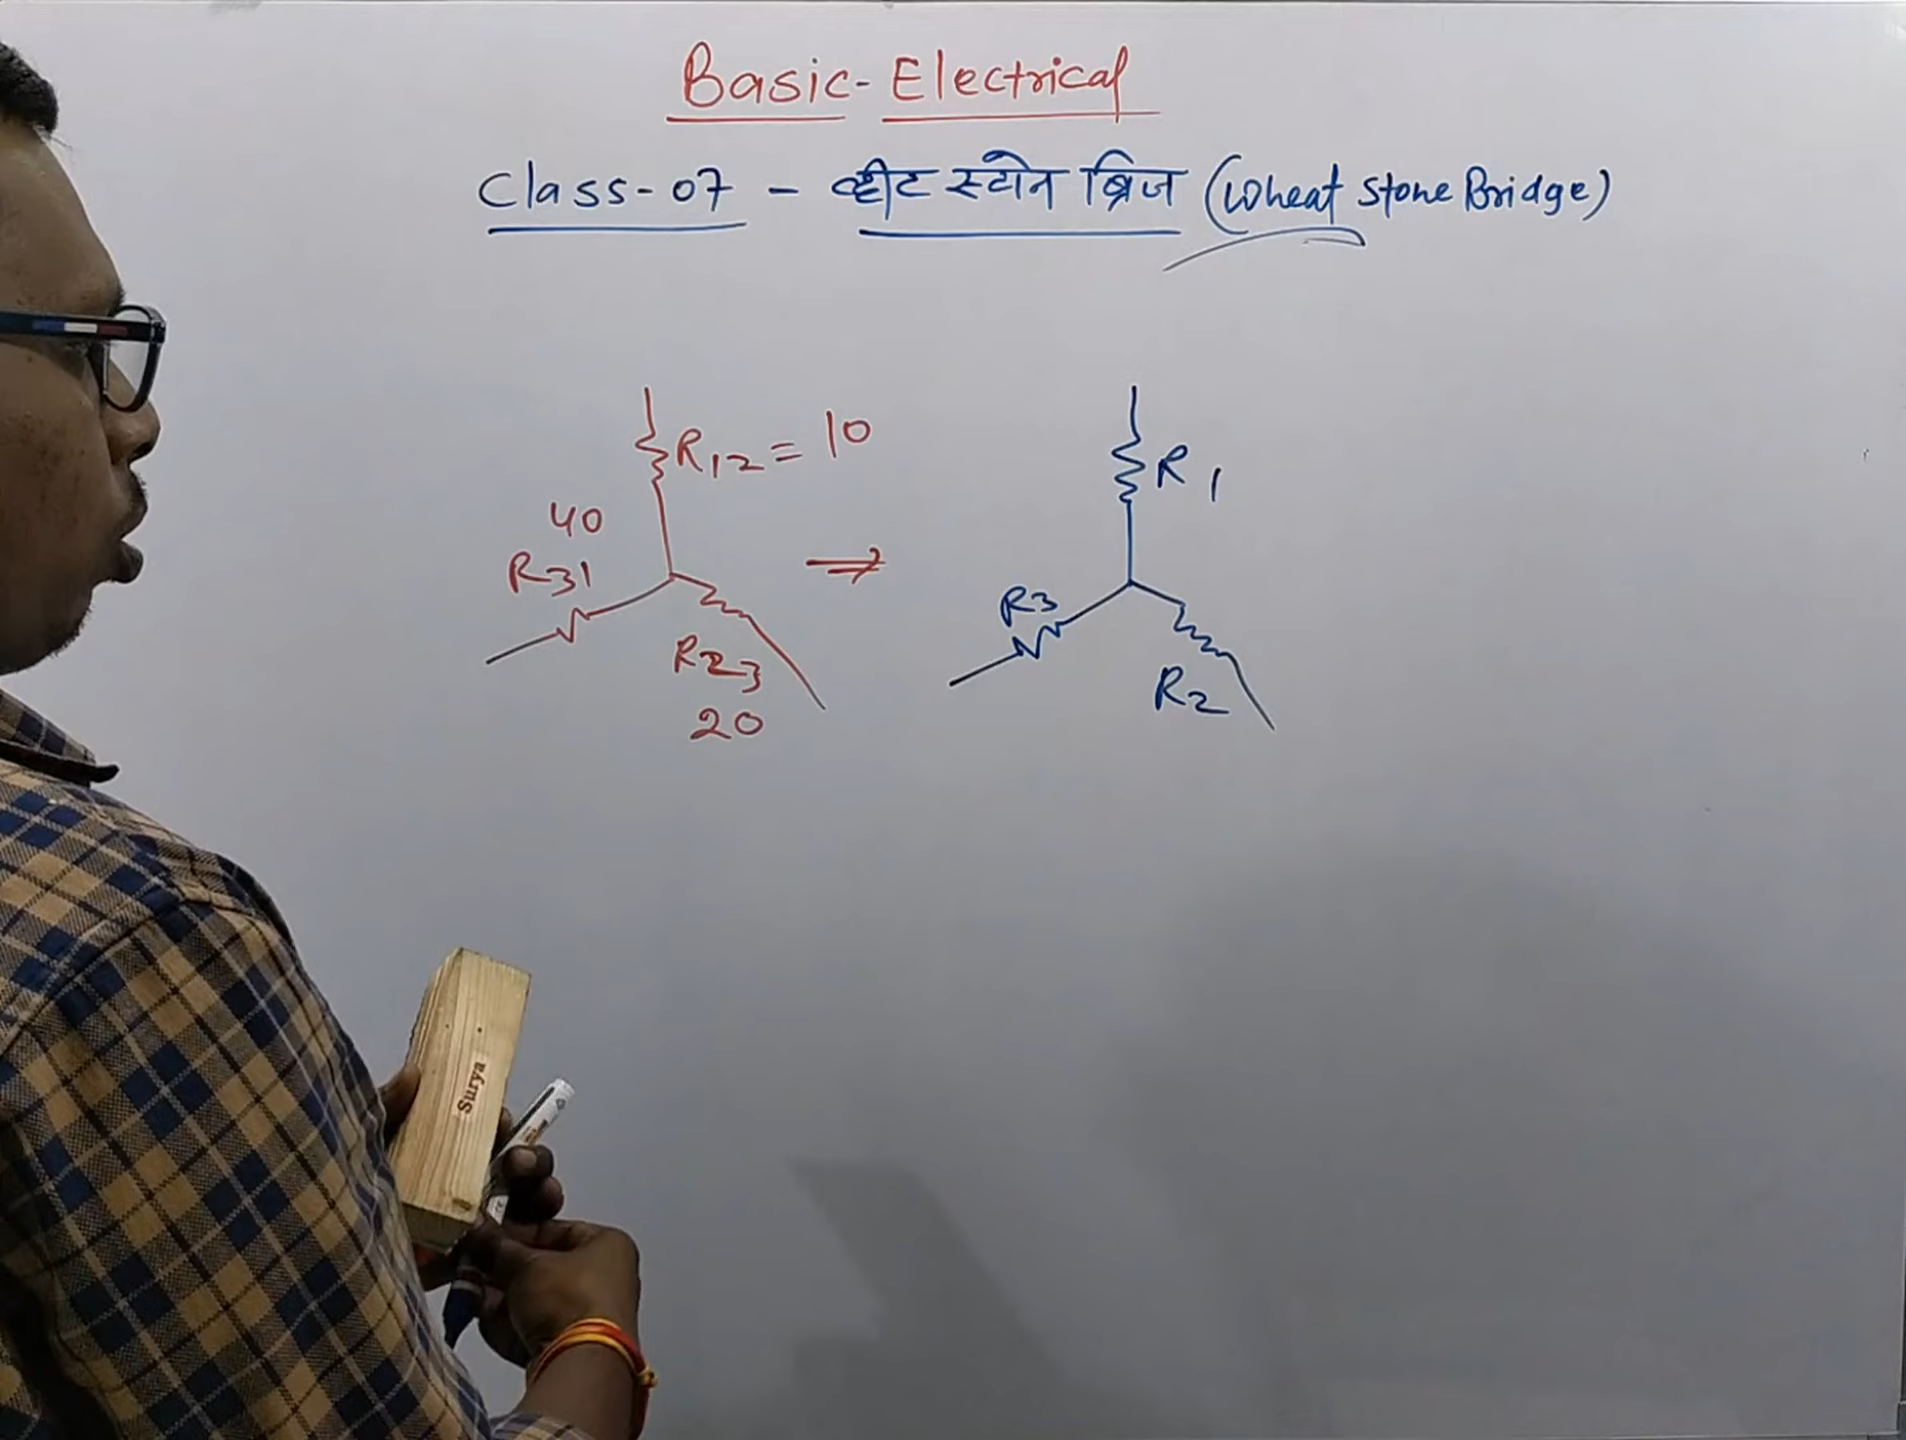 Basic-Electrical
Class-07 - व्हीट स्टोन ब्रिज (Wheat Stone Bridge)
R12 = 10
R1
40
R31
R3
R23
R2
20
Surya